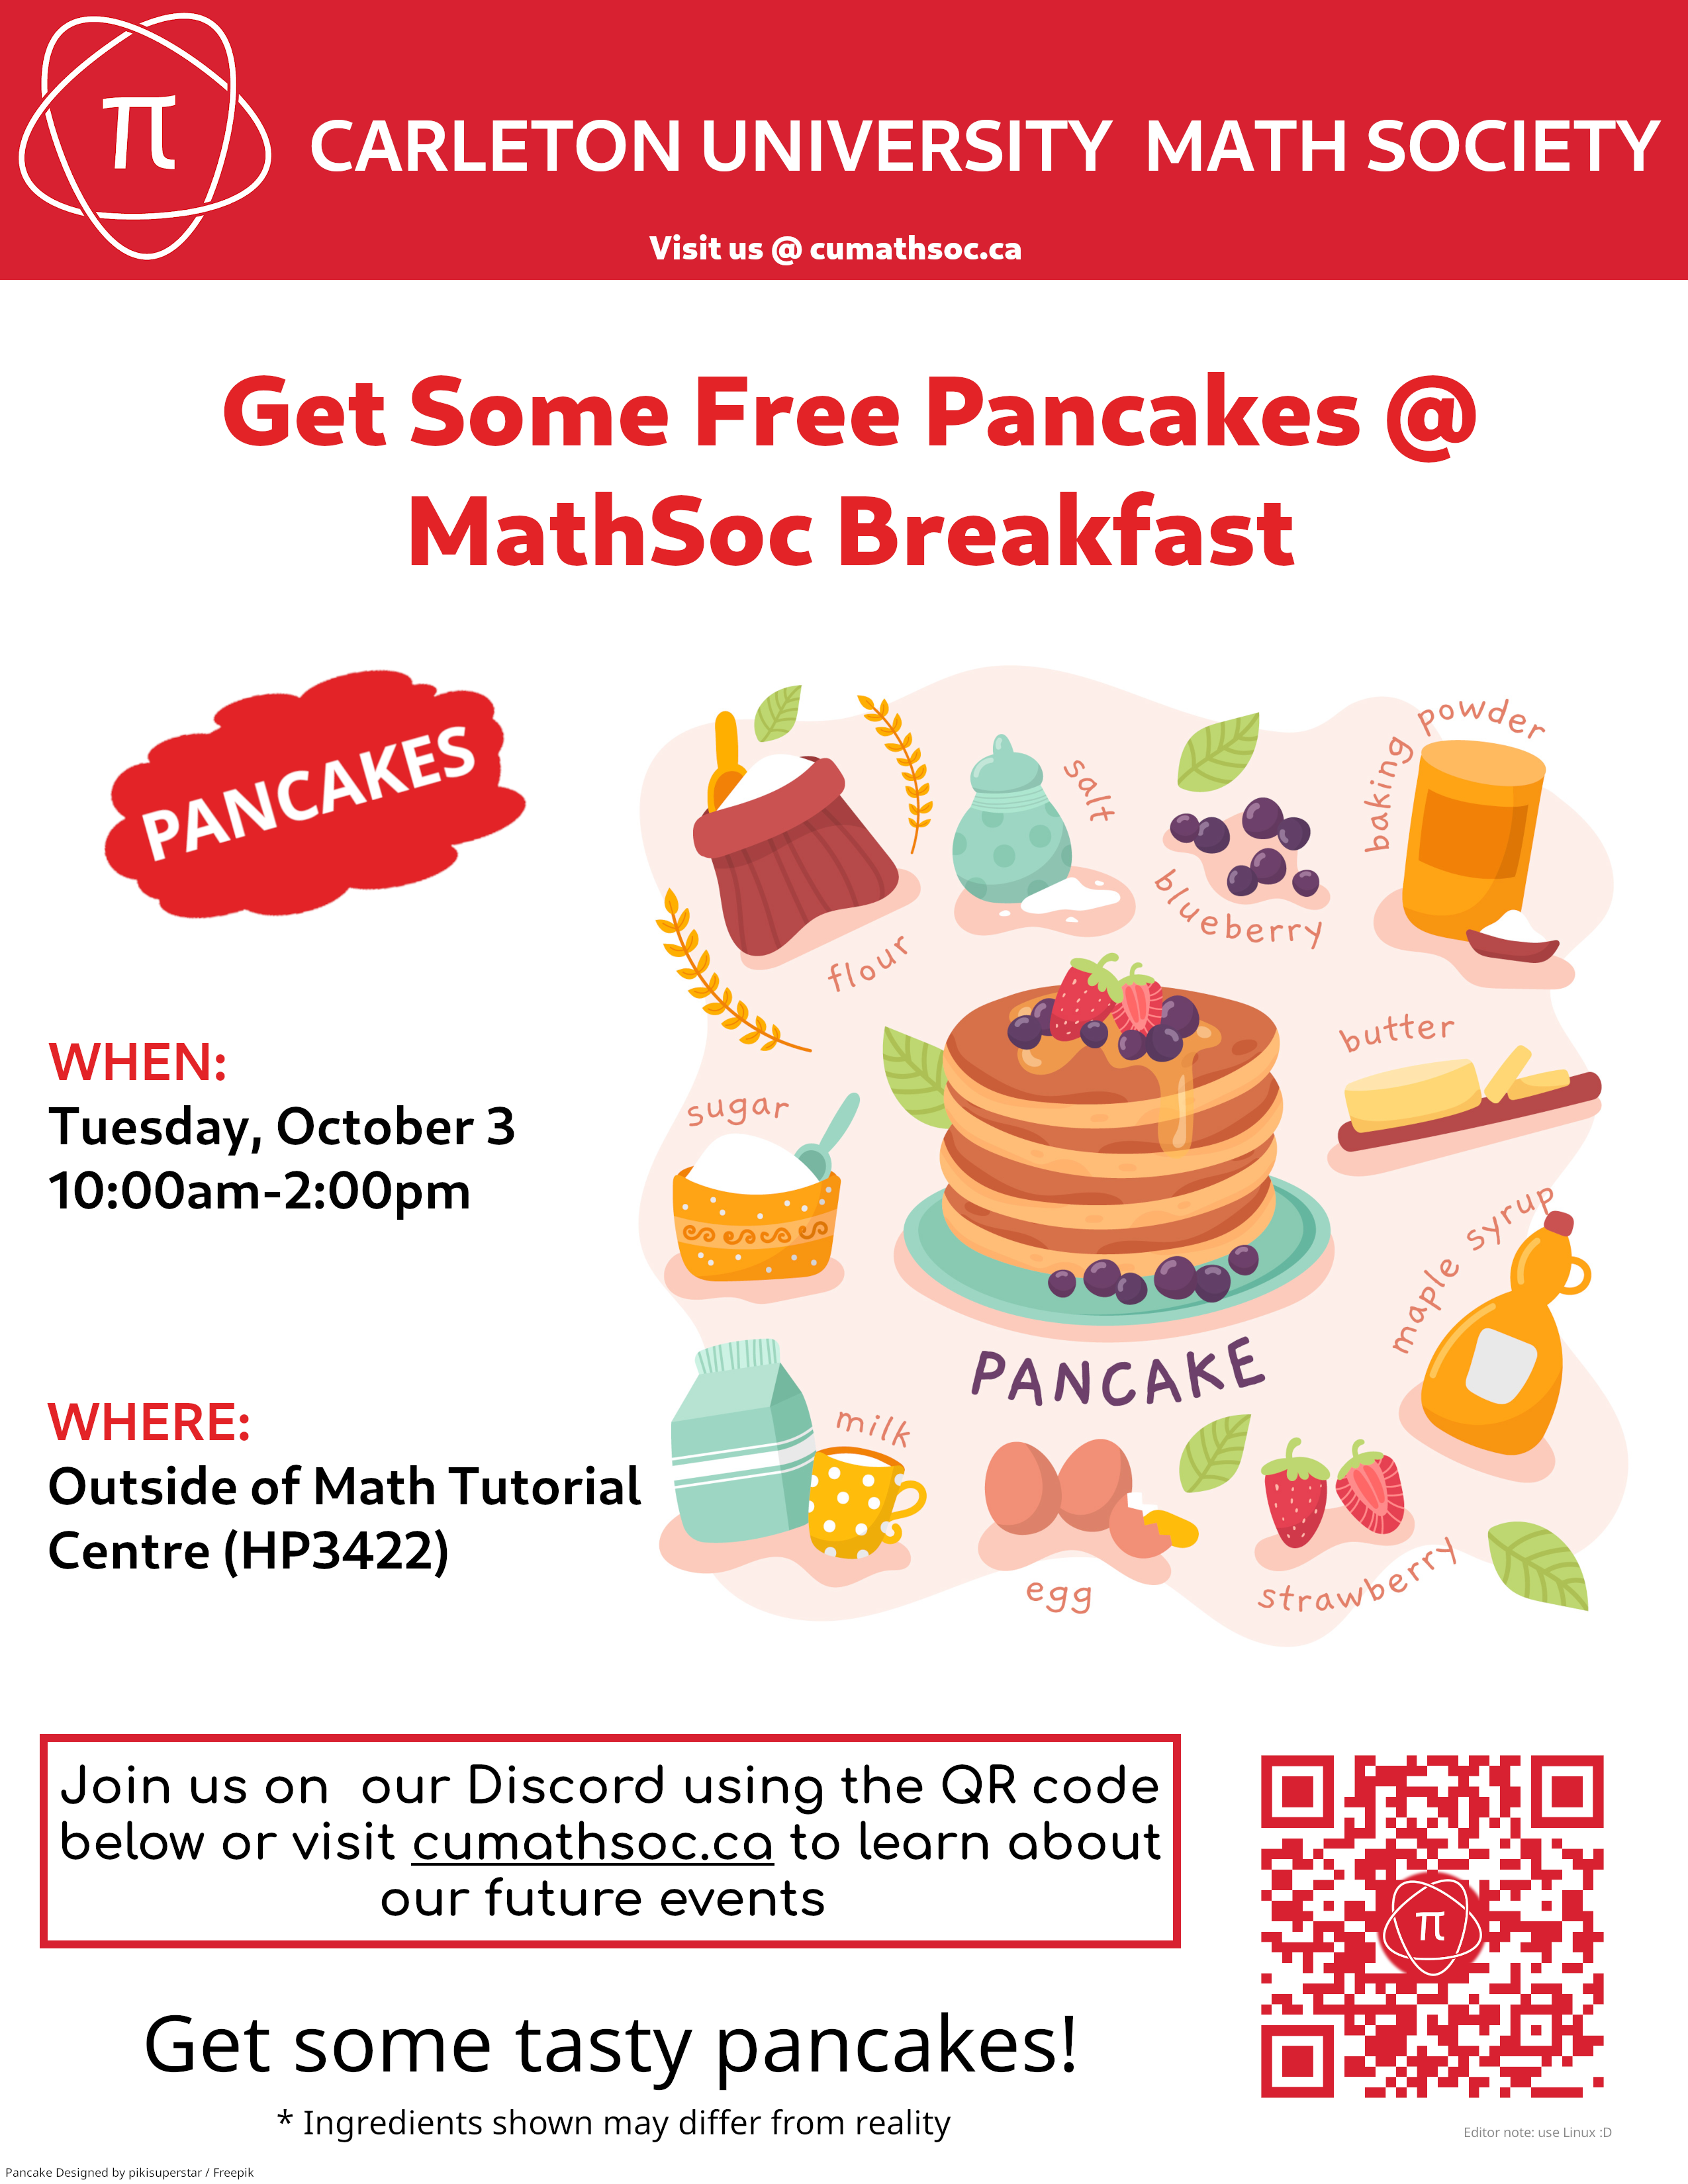 π
CARLETON UNIVERSITY  MATH SOCIETY
Visit us @ cumathsoc.ca
Get Some Free Pancakes @
MathSoc Breakfast
PANCAKES
WHEN:
Tuesday, October 3
10:00am-2:00pm
WHERE:
Outside of Math Tutorial
Centre (HP3422)
flour
salt
blueberry
baking powder
butter
sugar
maple syrup
PANCAKE
milk
egg
strawberry
Join us on  our Discord using the QR code
below or visit cumathsoc.ca to learn about
our future events
π
Get some tasty pancakes!
* Ingredients shown may differ from reality
Editor note: use Linux :D
Pancake Designed by pikisuperstar / Freepik